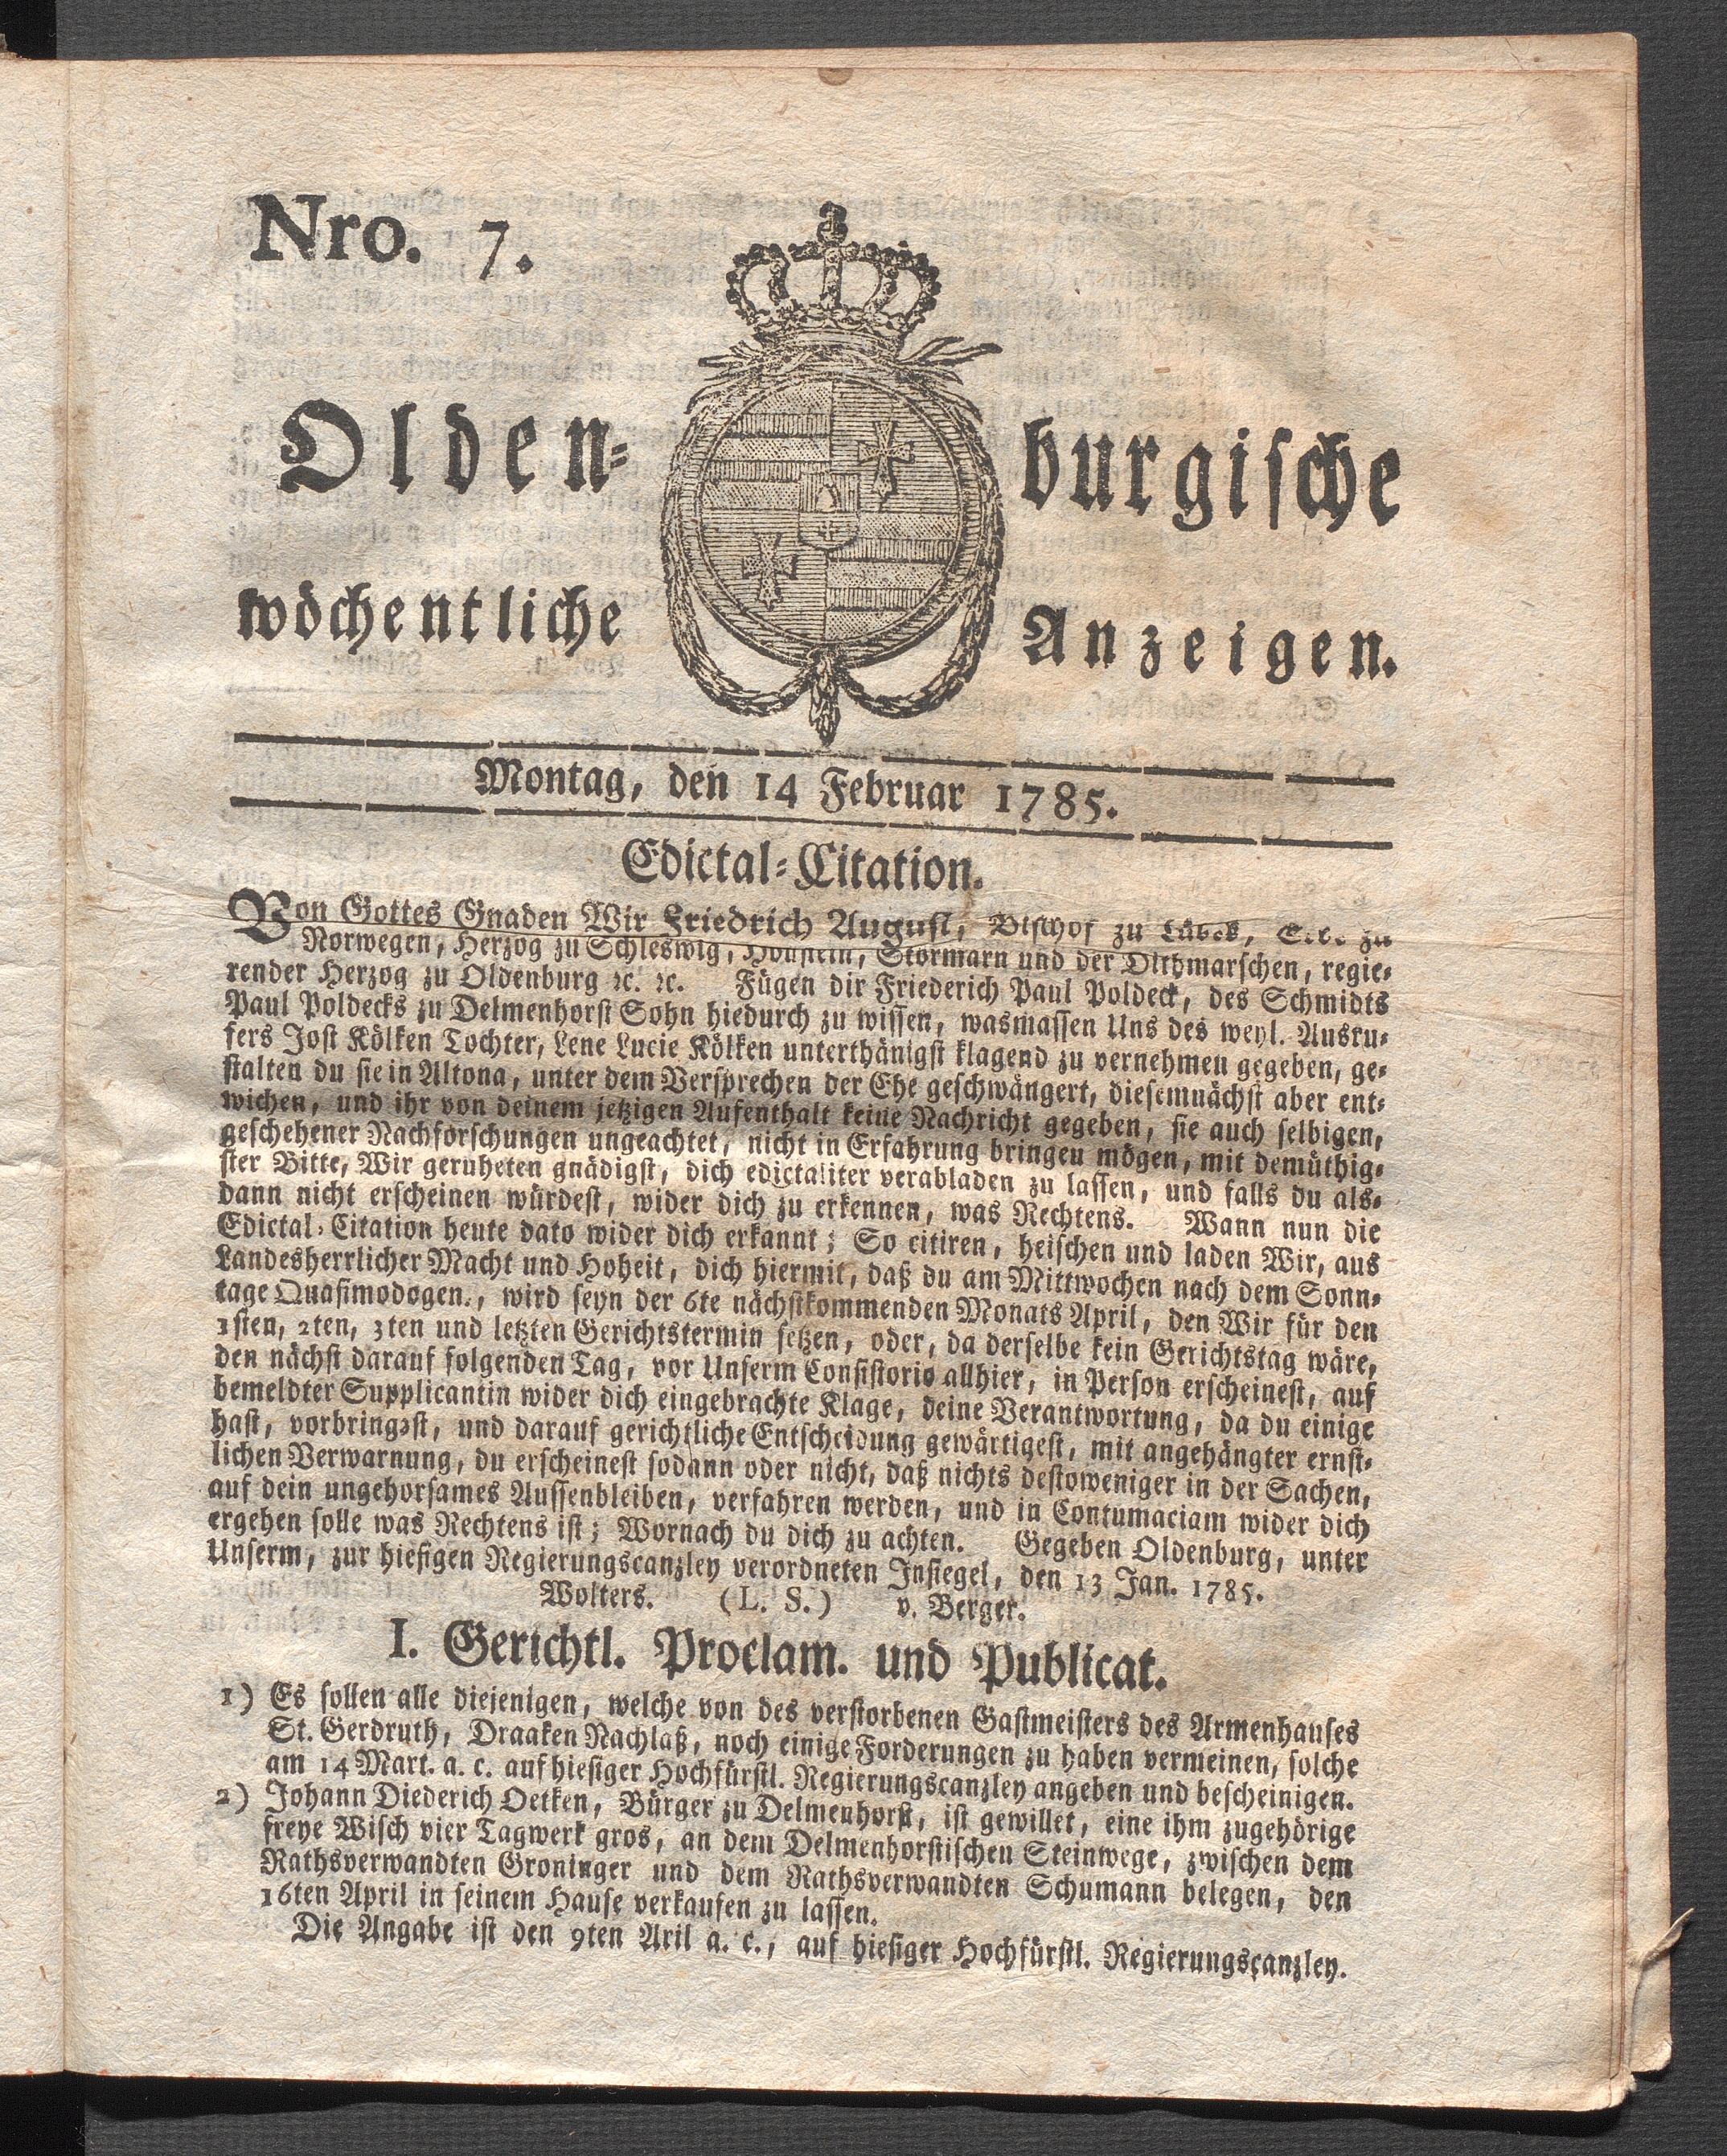 Nro. 7.
Olden-burgische
wöchentliche Anzeigen.
Montag, den 14 Februar 1785.
Edictal-Citation.
Von Gottes Gnaden Wir Friedrich August, Bischof zu Lübek, Erbe zu
Norwegen, Herzog zu Schleswig, Hollstein, Stormarn und der Dithmarschen, regie-
render Herzog zu Oldenburg ꝛc. ꝛc. Fügen dir Friederich Paul Poldeck, des Schmidts
Paul Poldecks zu Delmenhorst Sohn hiedurch zu wissen, wasmassen Uns des weyl. Ausru-
fers Jost Kölken Tochter, Lene Lucie Kölken unterthänigst klagend zu vernehmen gegeben, ge-
stalten du sie in Altona, unter dem Versprechen der Ehe geschwängert, diesemnächst aber ent-
wichen, und ihr von deinem jetzigen Aufenthalt keine Nachricht gegeben, sie auch selbigen,
geschehener Nachforschungen ungeachtet, nicht in Erfahrung bringen mögen, mit demüthig-
ster Bitte, Wir geruheten gnädigst, dich edictaliter verabladen zu lassen, und falls du als-
dann nicht erscheinen würdest, wider dich zu erkennen, was Rechtens. Wann nun die
Edictal-Citation heute dato wider dich erkannt; So citiren, heischen und laden Wir, aus
Landesherrlicher Macht und Hoheit, dich hiermit, daß du am Mittwochen nach dem Sonn-
tage Quasimodogen., wird seyn der 6te nächstkommenden Monats April, den Wir für den
1sten, 2ten, 3ten und letzten Gerichtstermin setzen, oder, da derselbe kein Gerichtstag wäre,
den nächst darauf folgenden Tag, vor Unserm Consistorio allhier, in Person erscheinest, auf
bemeldter Supplicantin wider dich eingebrachte Klage, deine Verantwortung, da du einige
hast, vorbringest, und darauf gerichtliche Entscheidung gewärtigest, mit angehängter ernst-
lichen Verwarnung, du erscheinest sodann oder nicht, daß nichts destoweniger in der Sachen,
auf dein ungehorsames Aussenbleiben, verfahren werden, und in Contumaciam wider dich
ergehen solle was Rechtens ist; Wornach du dich zu achten. Gegeben Oldenburg, unter
Unserm, zur hiesigen Regierungscanzley verordneten Insiegel, den 13 Jan. 1785.
Wolters. (L. S.) v. Berger.
I. Gerichtl. Proclam. und Publicat.
1) Es sollen alle diejenigen, welche von des verstorbenen Gastmeisters des Armenhauses
St. Gerdruth, Draaken Nachlaß, noch einige Forderungen zu haben vermeinen, solche
am 14 Mart. a. c. auf hiesiger Hochfürstl. Regierungscanzley angeben und bescheinigen.
2) Johann Diederich Oetken, Bürger zu Delmenhorst, ist gewillet, eine ihm zugehörige
freye Wisch vier Tagwerk gros, an dem Delmenhorstischen Steinwege, zwischen dem
Rathsverwandten Groninger und dem Rathsverwandten Schumann belegen, den
16ten April in seinem Hause verkaufen zu lassen.
Die Angabe ist den 9ten Aril a. c., auf hiesiger Hochfürstl. Regierungscanzley.